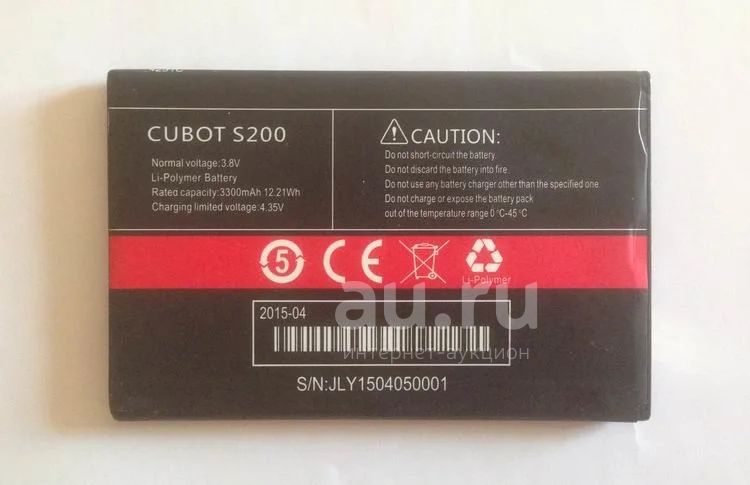 CUBOT S200
Normal voltage:3.8V
Li-Polymer Battery
Rated capacity:3300mAh 12.21Wh
Charging limited voltage:4.35V
CAUTION:
Do not short-circuit the battery.
Do not discard the battery into fire.
Do not use any battery charger other than the specified one.
Do not charge or expose the battery pack
out of the temperature range 0 °C-45 °C
5
CE
Li-Polymer
au.ru
интернет-аукцион
2015-04
S/N:JLY1504050001